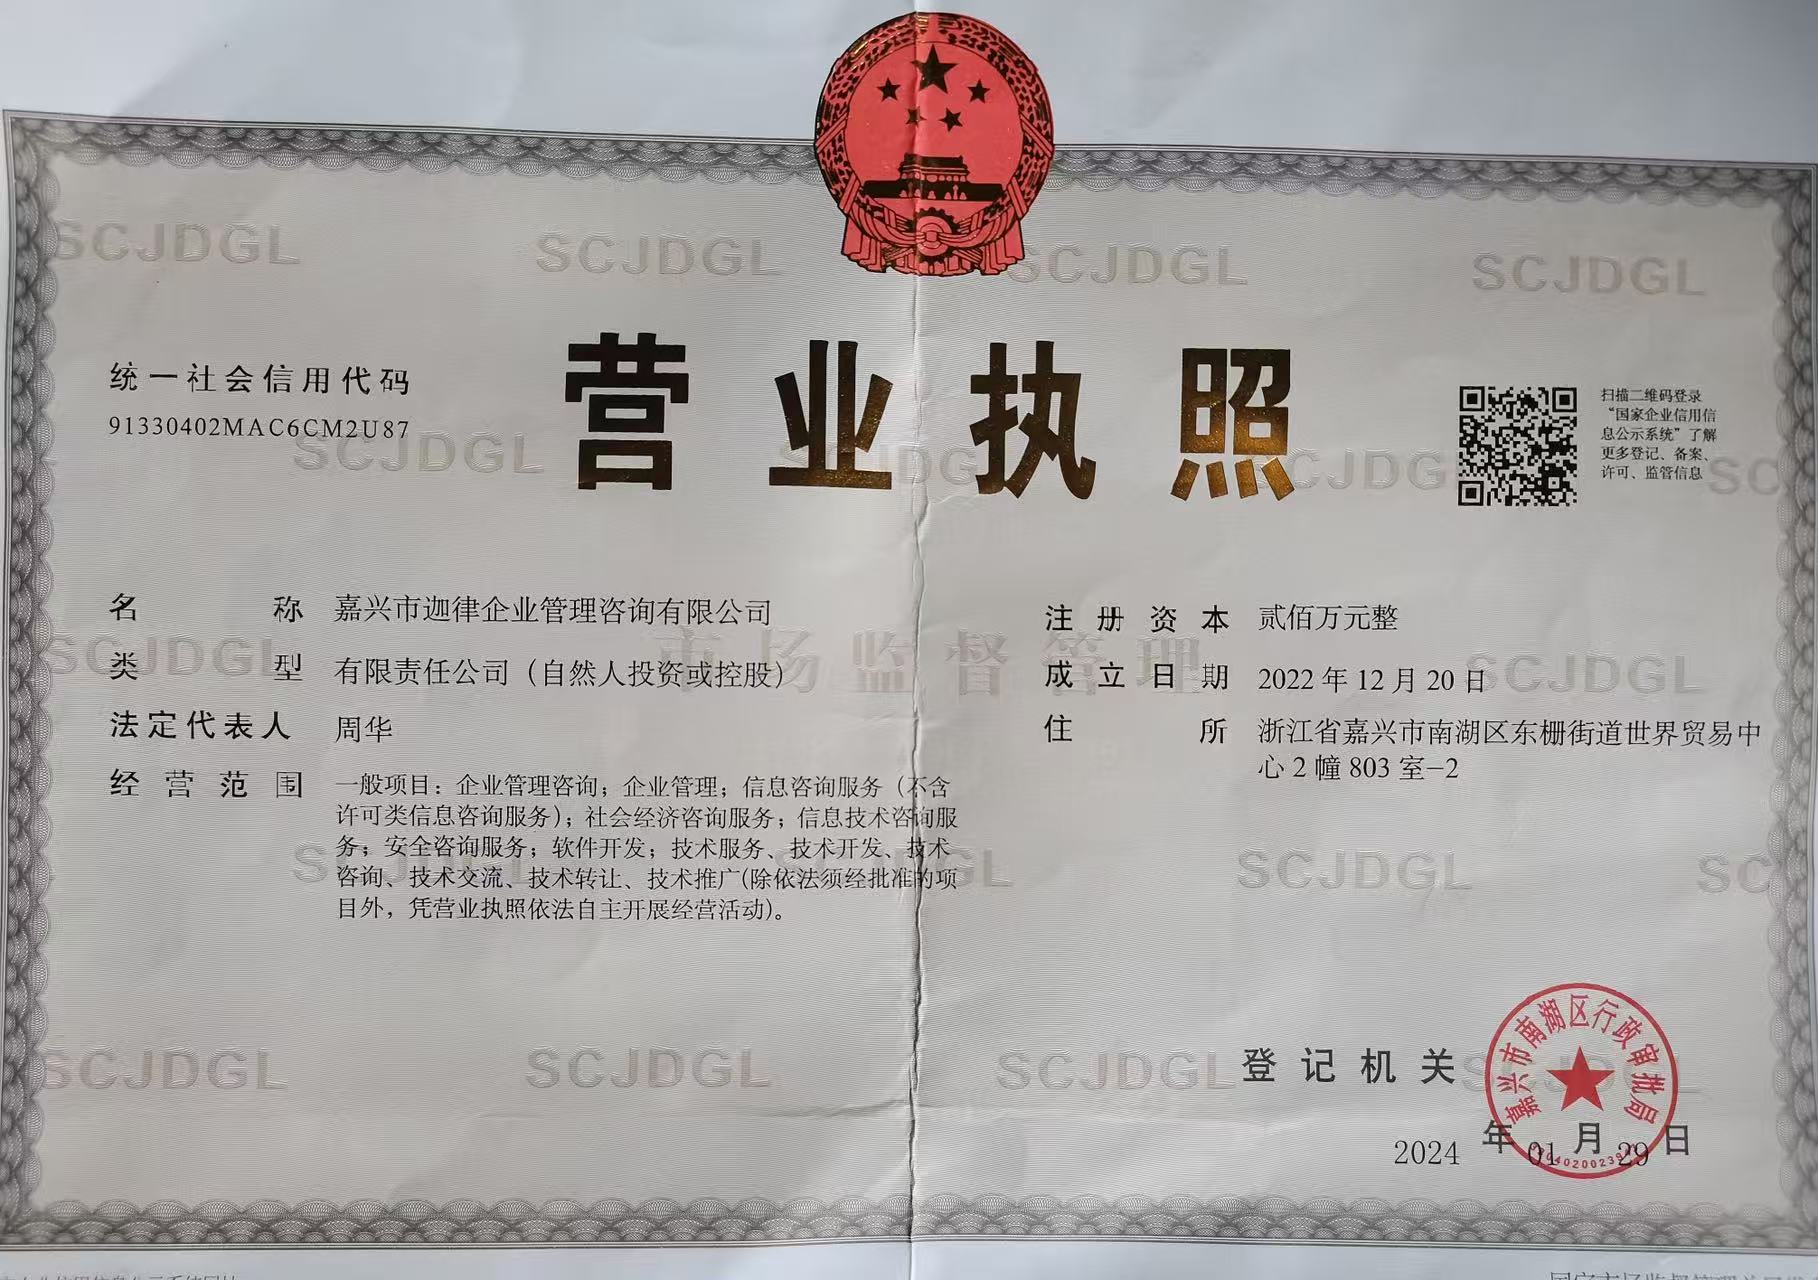 营业执照
统一社会信用代码
91330402MAC6CM2U87
扫描二维码登录
“国家企业信用信
息公示系统”了解
更多登记、备案、
许可、监管信息
名称 嘉兴市迦律企业管理咨询有限公司
类型 有限责任公司（自然人投资或控股）
法定代表人 周华
经营范围 一般项目：企业管理咨询；企业管理；信息咨询服务（不含
许可类信息咨询服务）；社会经济咨询服务；信息技术咨询服
务；安全咨询服务；软件开发；技术服务、技术开发、技术
咨询、技术交流、技术转让、技术推广(除依法须经批准的项
目外，凭营业执照依法自主开展经营活动)。
注册资本 贰佰万元整
成立日期 2022 年 12 月 20 日
住所 浙江省嘉兴市南湖区东栅街道世界贸易中
心 2 幢 803 室-2
登记机关
嘉兴市南湖区行政审批局
2024 年 01 月 29 日
SCJDGL
市场监督管理